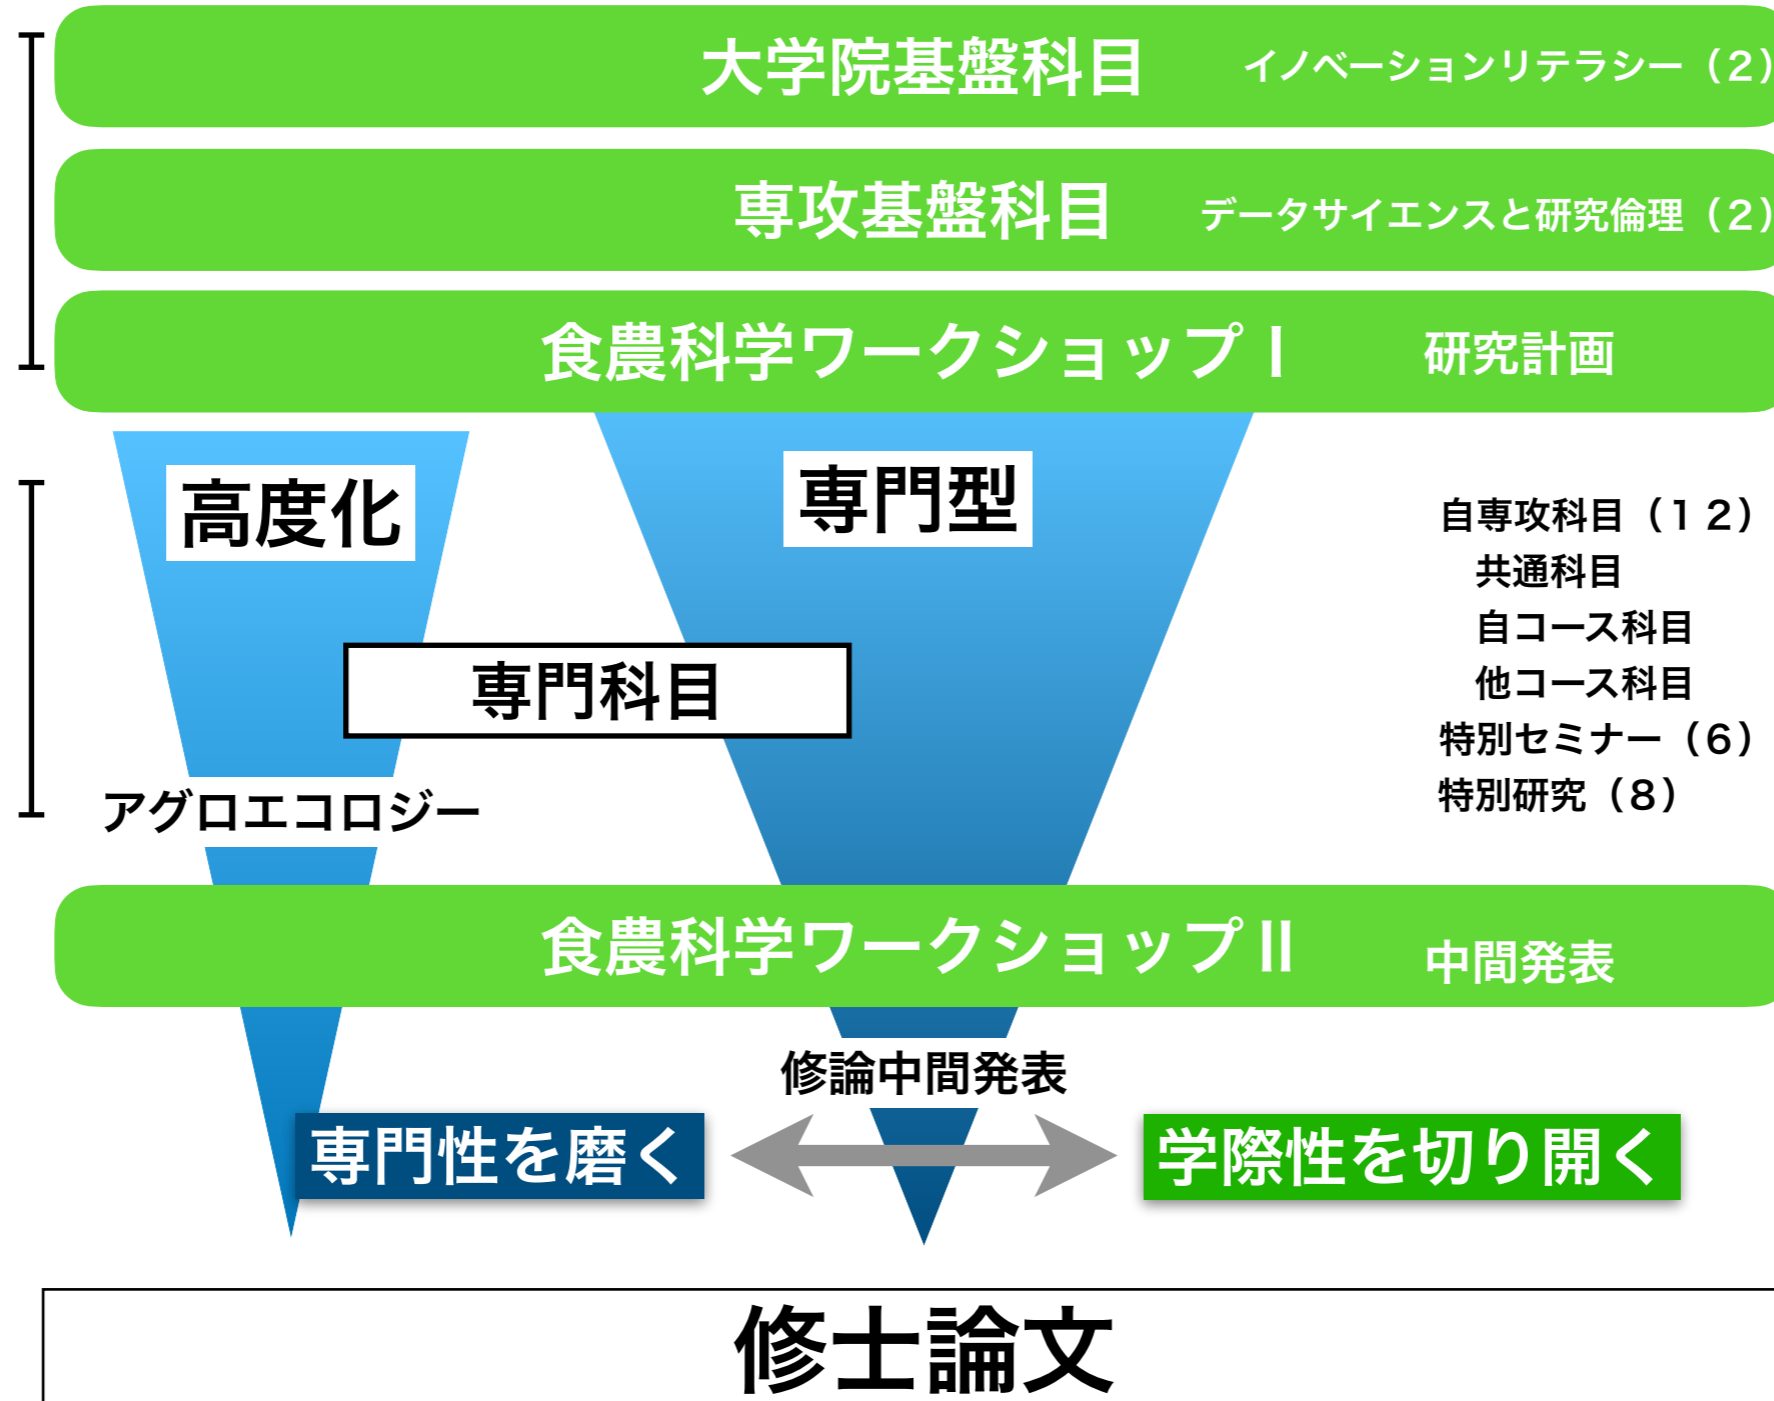 大学院基盤科目 イノベーションリテラシー（２）
専攻基盤科目 データサイエンスと研究倫理（２）
食農科学ワークショップⅠ 研究計画
高度化
専門型
専門科目
アグロエコロジー
自専攻科目（１２）
共通科目
自コース科目
他コース科目
特別セミナー（６）
特別研究（８）
食農科学ワークショップⅡ 中間発表
修論中間発表
専門性を磨く
学際性を切り開く
修士論文